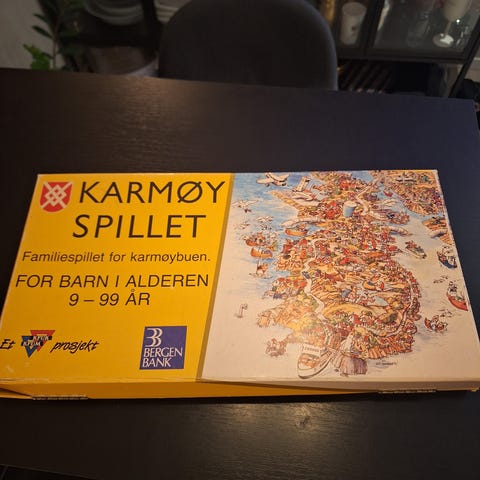 KARMØY
SPILLET
Familiespillet for karmøybuen.
FOR BARN I ALDEREN
9 – 99 ÅR
Et prosjekt
BERGEN
BANK